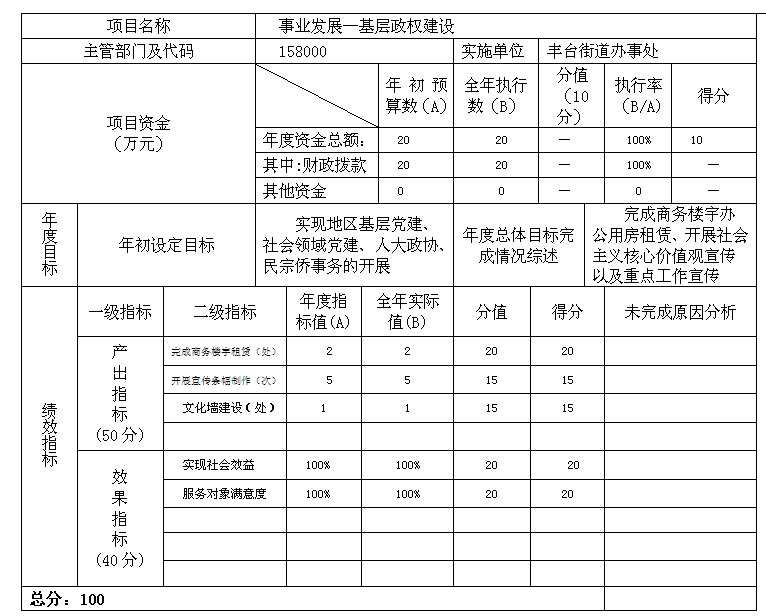 项目名称 事业发展—基层政权建设
主管部门及代码 158000 实施单位 丰台街道办事处
项目资金
（万元）
年初预
算数（A）
全年执行
数（B）
分值
（10
分）
执行率
（B/A）
得分
年度资金总额： 20 20 — 100% 10
其中:财政拨款 20 20 — 100% —
其他资金 0 0 — 0 —
年度目标
年初设定目标
实现地区基层党建、
社会领域党建、人大政协、
民宗侨事务的开展
年度总体目标完
成情况综述
完成商务楼宇办
公用房租赁、开展社会
主义核心价值观宣传
以及重点工作宣传
绩效指标
一级指标 二级指标
年度指
标值(A)
全年实际
值(B)
分值 得分 未完成原因分析
产
出
指
标
(50分)
完成商务楼宇租赁（处） 2 2 20 20
开展宣传条幅制作（次） 5 5 15 15
文化墙建设（处） 1 1 15 15
效
果
指
标
(40分)
实现社会效益 100% 100% 20 20
服务对象满意度 100% 100% 20 20
总分：100